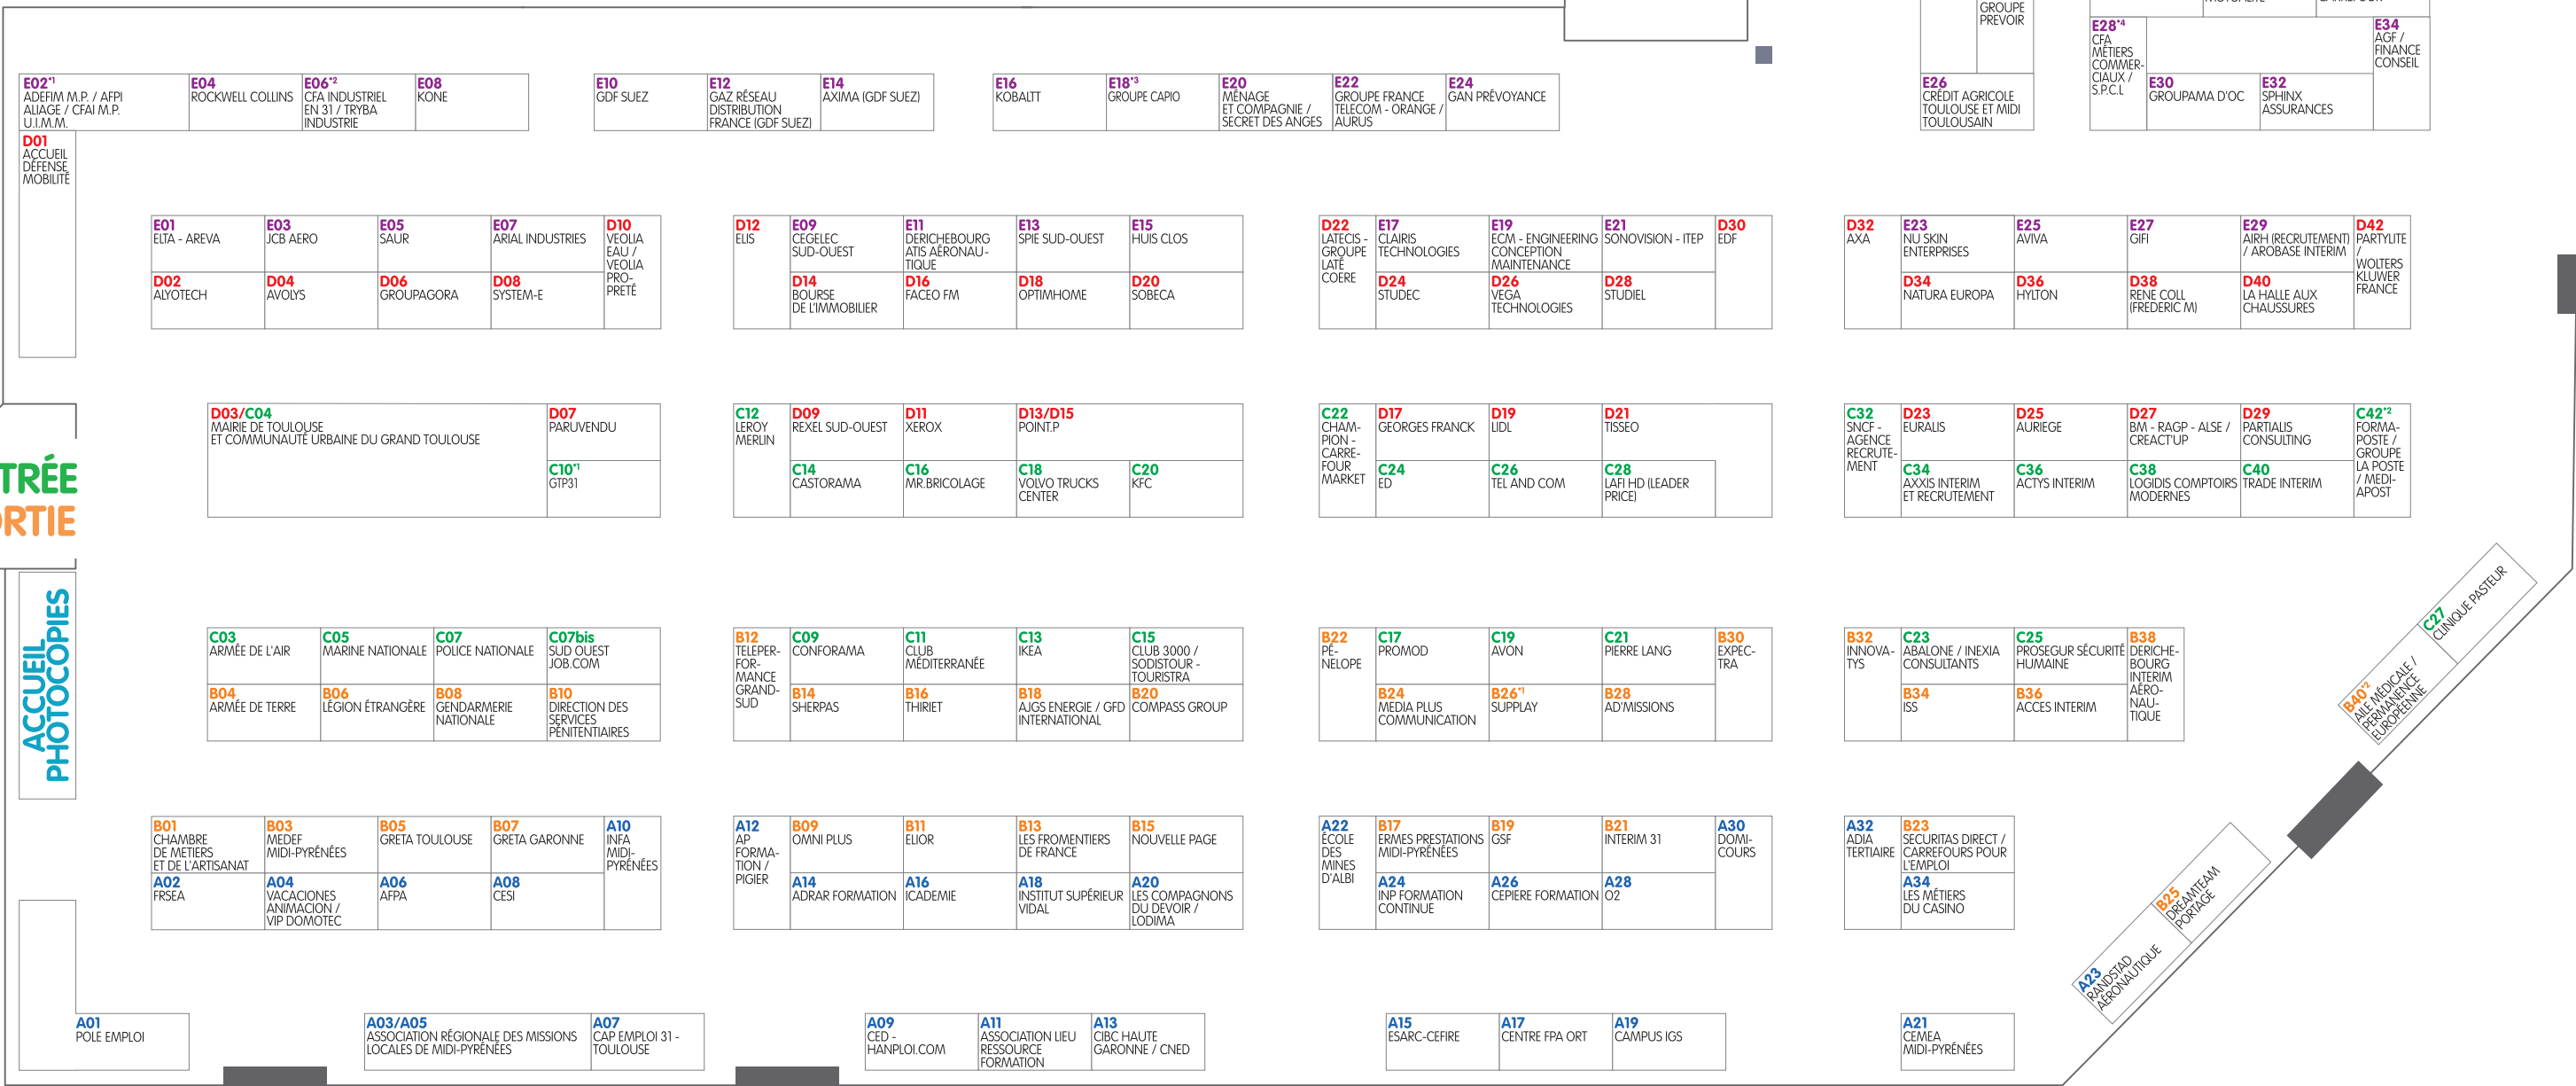 GROUPE
PREVOIR
E28*4
CFA
MÉTIERS
COMMER-
CIAUX /
S.P.C.L
E34
AGF /
FINANCE
CONSEIL
E02*1
ADEFIM M.P. / AFPI
ALIAGE / CFAI M.P.
U.I.M.M.
E04
ROCKWELL COLLINS
E06*2
CFA INDUSTRIEL
EN 31 / TRYBA
INDUSTRIE
E08
KONE
E10
GDF SUEZ
E12
GAZ RÉSEAU
DISTRIBUTION
FRANCE (GDF SUEZ)
E14
AXIMA (GDF SUEZ)
E16
KOBALTT
E18*3
GROUPE CAPIO
E20
MÉNAGE
ET COMPAGNIE /
SECRET DES ANGES
E22
GROUPE FRANCE
TELECOM - ORANGE /
AURUS
E24
GAN PRÉVOYANCE
E26
CRÉDIT AGRICOLE
TOULOUSE ET MIDI
TOULOUSAIN
E30
GROUPAMA D'OC
E32
SPHINX
ASSURANCES
D01
ACCUEIL
DÉFENSE
MOBILITÉ
E01
ELTA - AREVA
E03
JCB AERO
E05
SAUR
E07
ARIAL INDUSTRIES
D10
VEOLIA
EAU /
VEOLIA
PRO-
PRETÉ
D02
ALYOTECH
D04
AVOLYS
D06
GROUPAGORA
D08
SYSTEM-E
D12
ELIS
E09
CEGELEC
SUD-OUEST
E11
DERICHEBOURG
ATIS AÉRONAU-
TIQUE
E13
SPIE SUD-OUEST
E15
HUIS CLOS
D14
BOURSE
DE L'IMMOBILIER
D16
FACEO FM
D18
OPTIMHOME
D20
SOBECA
D22
LATECIS -
GROUPE
LATÉ
COERE
E17
CLAIRIS
TECHNOLOGIES
E19
ECM - ENGINEERING
CONCEPTION
MAINTENANCE
E21
SONOVISION - ITEP
D30
EDF
D24
STUDEC
D26
VEGA
TECHNOLOGIES
D28
STUDIEL
D32
AXA
E23
NU SKIN
ENTERPRISES
E25
AVIVA
E27
GIFI
E29
AIRH (RECRUTEMENT)
/ AROBASE INTERIM
D42
PARTYLITE
/
WOLTERS
KLUWER
FRANCE
D34
NATURA EUROPA
D36
HYLTON
D38
RENE COLL
(FREDERIC M)
D40
LA HALLE AUX
CHAUSSURES
D03/C04
MAIRIE DE TOULOUSE
ET COMMUNAUTÉ URBAINE DU GRAND TOULOUSE
D07
PARUVENDU
C10*1
GTP31
C12
LEROY
MERLIN
D09
REXEL SUD-OUEST
D11
XEROX
D13/D15
POINT.P
C14
CASTORAMA
C16
MR.BRICOLAGE
C18
VOLVO TRUCKS
CENTER
C20
KFC
C22
CHAM-
PION -
CARRE-
FOUR
MARKET
D17
GEORGES FRANCK
D19
LIDL
D21
TISSEO
C24
ED
C26
TEL AND COM
C28
LAFI HD (LEADER
PRICE)
C32
SNCF -
AGENCE
RECRUTE-
MENT
D23
EURALIS
D25
AURIEGE
D27
BM - RAGP - ALSE /
CREACT'UP
D29
PARTIALIS
CONSULTING
C42*2
FORMA-
POSTE /
GROUPE
LA POSTE
/ MEDI-
APOST
C34
AXXIS INTERIM
ET RECRUTEMENT
C36
ACTYS INTERIM
C38
LOGIDIS COMPTOIRS
MODERNES
C40
TRADE INTERIM
TRÉE
ORTIE
ACCUEIL
PHOTOCOPIES
C03
ARMÉE DE L'AIR
C05
MARINE NATIONALE
C07
POLICE NATIONALE
C07bis
SUD OUEST
JOB.COM
B04
ARMÉE DE TERRE
B06
LÉGION ÉTRANGÈRE
B08
GENDARMERIE
NATIONALE
B10
DIRECTION DES
SERVICES
PÉNITENTIAIRES
B12
TELEPER-
FOR-
MANCE
GRAND-
SUD
C09
CONFORAMA
C11
CLUB
MÉDITERRANÉE
C13
IKEA
C15
CLUB 3000 /
SODISTOUR -
TOURISTRA
B14
SHERPAS
B16
THIRIET
B18
AJGS ENERGIE / GFD
INTERNATIONAL
B20
COMPASS GROUP
B22
PÉ-
NELOPE
C17
PROMOD
C19
AVON
C21
PIERRE LANG
B30
EXPEC-
TRA
B24
MEDIA PLUS
COMMUNICATION
B26*1
SUPPLAY
B28
AD'MISSIONS
B32
INNOVA-
TYS
C23
ABALONE / INEXIA
CONSULTANTS
C25
PROSEGUR SÉCURITÉ
HUMAINE
B38
DERICHE-
BOURG
INTERIM
AÉRO-
NAU-
TIQUE
B34
ISS
B36
ACCES INTERIM
C27
CLINIQUE PASTEUR
B40*2
AILE MÉDICALE /
PERMANENCE
EUROPÉENNE
B01
CHAMBRE
DE METIERS
ET DE L'ARTISANAT
B03
MEDEF
MIDI-PYRÉNÉES
B05
GRETA TOULOUSE
B07
GRETA GARONNE
A10
INFA
MIDI-
PYRÉNÉES
A02
FRSEA
A04
VACACIONES
ANIMACION /
VIP DOMOTEC
A06
AFPA
A08
CESI
A12
AP
FORMA-
TION /
PIGIER
B09
OMNI PLUS
B11
ELIOR
B13
LES FROMENTIERS
DE FRANCE
B15
NOUVELLE PAGE
A14
ADRAR FORMATION
A16
ICADEMIE
A18
INSTITUT SUPÉRIEUR
VIDAL
A20
LES COMPAGNONS
DU DEVOIR /
LODIMA
A22
ÉCOLE
DES
MINES
D'ALBI
B17
ERMES PRESTATIONS
MIDI-PYRÉNÉES
B19
GSF
B21
INTERIM 31
A30
DOMI-
COURS
A24
INP FORMATION
CONTINUE
A26
CEPIERE FORMATION
A28
O2
A32
ADIA
TERTIAIRE
B23
SECURITAS DIRECT /
CARREFOURS POUR
L'EMPLOI
A34
LES MÉTIERS
DU CASINO
B25
DREAMTEAM
PORTAGE
A23
RANDSTAD
AÉRONAUTIQUE
A01
POLE EMPLOI
A03/A05
ASSOCIATION RÉGIONALE DES MISSIONS
LOCALES DE MIDI-PYRÉNÉES
A07
CAP EMPLOI 31 -
TOULOUSE
A09
CED -
HANPLOI.COM
A11
ASSOCIATION LIEU
RESSOURCE
FORMATION
A13
CIBC HAUTE
GARONNE / CNED
A15
ESARC-CEFIRE
A17
CENTRE FPA ORT
A19
CAMPUS IGS
A21
CEMEA
MIDI-PYRÉNÉES